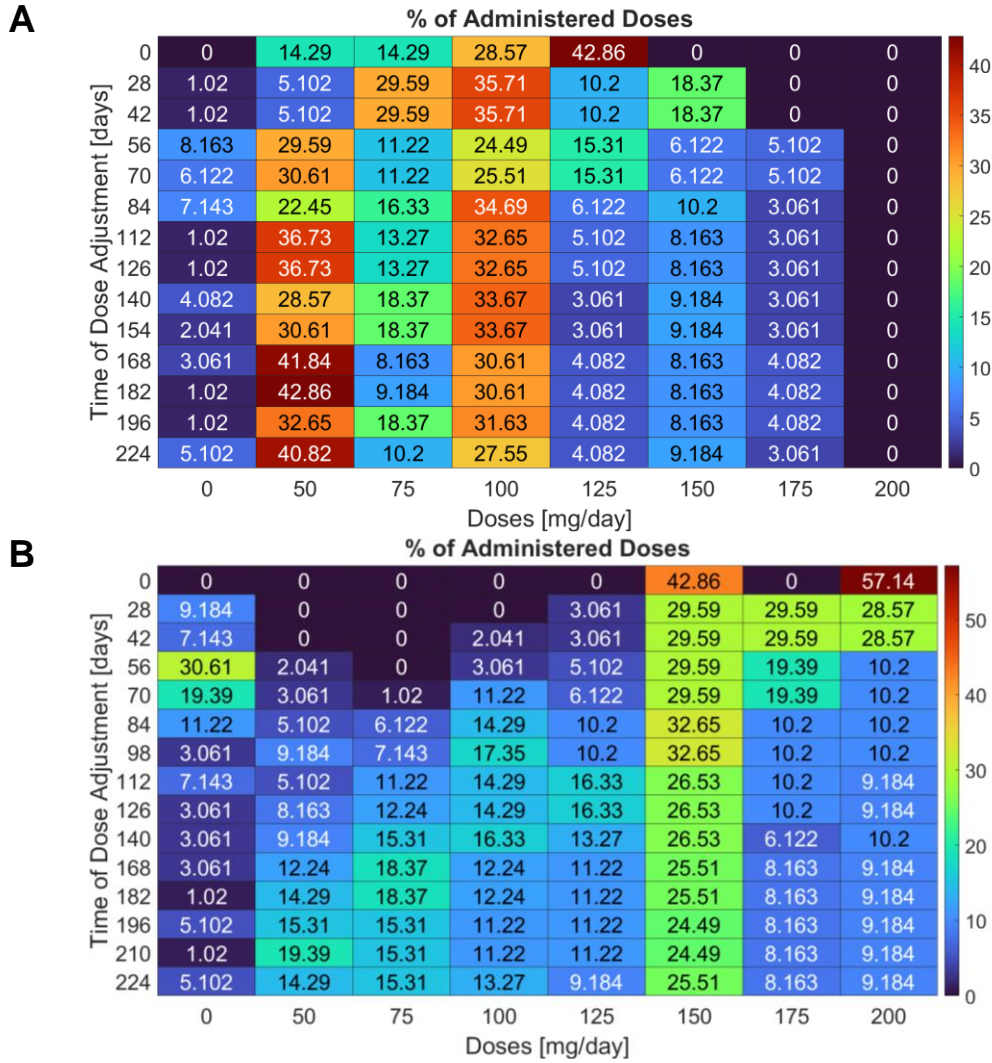 A
% of Administered Doses
Time of Dose Adjustment [days]
0 0 14.29 14.29 28.57 42.86 0 0 0
28 1.02 5.102 29.59 35.71 10.2 18.37 0 0
42 1.02 5.102 29.59 35.71 10.2 18.37 0 0
56 8.163 29.59 11.22 24.49 15.31 6.122 5.102 0
70 6.122 30.61 11.22 25.51 15.31 6.122 5.102 0
84 7.143 22.45 16.33 34.69 6.122 10.2 3.061 0
112 1.02 36.73 13.27 32.65 5.102 8.163 3.061 0
126 1.02 36.73 13.27 32.65 5.102 8.163 3.061 0
140 4.082 28.57 18.37 33.67 3.061 9.184 3.061 0
154 2.041 30.61 18.37 33.67 3.061 9.184 3.061 0
168 3.061 41.84 8.163 30.61 4.082 8.163 4.082 0
182 1.02 42.86 9.184 30.61 4.082 8.163 4.082 0
196 1.02 32.65 18.37 31.63 4.082 8.163 4.082 0
224 5.102 40.82 10.2 27.55 4.082 9.184 3.061 0
0 50 75 100 125 150 175 200
Doses [mg/day]
40
35
30
25
20
15
10
5
0
B
% of Administered Doses
Time of Dose Adjustment [days]
0 0 0 0 0 0 42.86 0 57.14
28 9.184 0 0 0 3.061 29.59 29.59 28.57
42 7.143 0 0 2.041 3.061 29.59 29.59 28.57
56 30.61 2.041 0 3.061 5.102 29.59 19.39 10.2
70 19.39 3.061 1.02 11.22 6.122 29.59 19.39 10.2
84 11.22 5.102 6.122 14.29 10.2 32.65 10.2 10.2
98 3.061 9.184 7.143 17.35 10.2 32.65 10.2 10.2
112 7.143 5.102 11.22 14.29 16.33 26.53 10.2 9.184
126 3.061 8.163 12.24 14.29 16.33 26.53 10.2 9.184
140 3.061 9.184 15.31 16.33 13.27 26.53 6.122 10.2
168 3.061 12.24 18.37 12.24 11.22 25.51 8.163 9.184
182 1.02 14.29 18.37 12.24 11.22 25.51 8.163 9.184
196 5.102 15.31 15.31 11.22 11.22 24.49 8.163 9.184
210 1.02 19.39 15.31 11.22 11.22 24.49 8.163 9.184
224 5.102 14.29 15.31 13.27 9.184 25.51 8.163 9.184
0 50 75 100 125 150 175 200
Doses [mg/day]
50
40
30
20
10
0